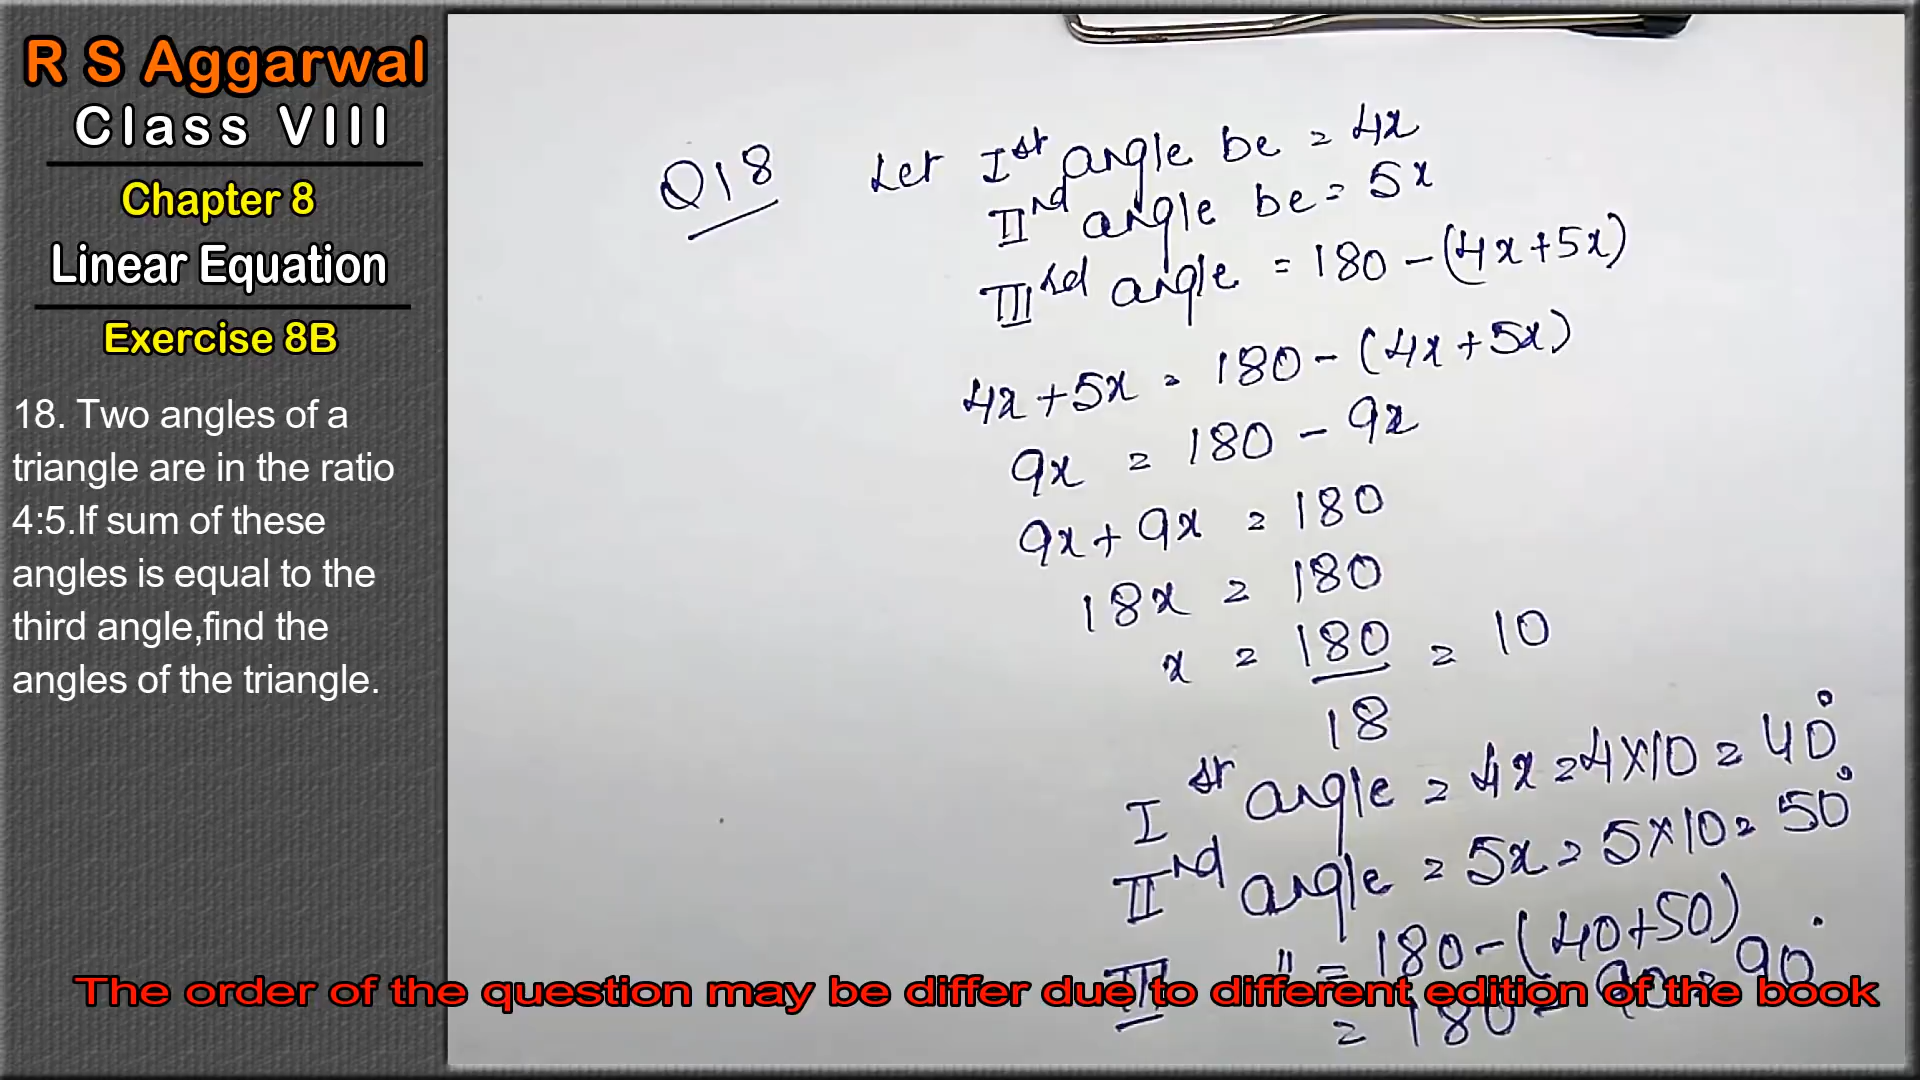 R S Aggarwal
Class VIII
Chapter 8
Linear Equation
Exercise 8B
18. Two angles of a
triangle are in the ratio
4:5.If sum of these
angles is equal to the
third angle,find the
angles of the triangle.
Q18 Let Ist angle be = 4x
IInd angle be = 5x
IIIrd angle = 180 - (4x+5x)
4x+5x = 180 - (4x+5x)
9x = 180 - 9x
9x + 9x = 180
18x = 180
x = 180/18 = 10
Ist angle = 4x = 4×10 = 40°
IInd angle = 5x = 5×10 = 50°
III " = 180 - (40+50)
= 180 - 90 = 90°
The order of the question may be differ due to different edition of the book